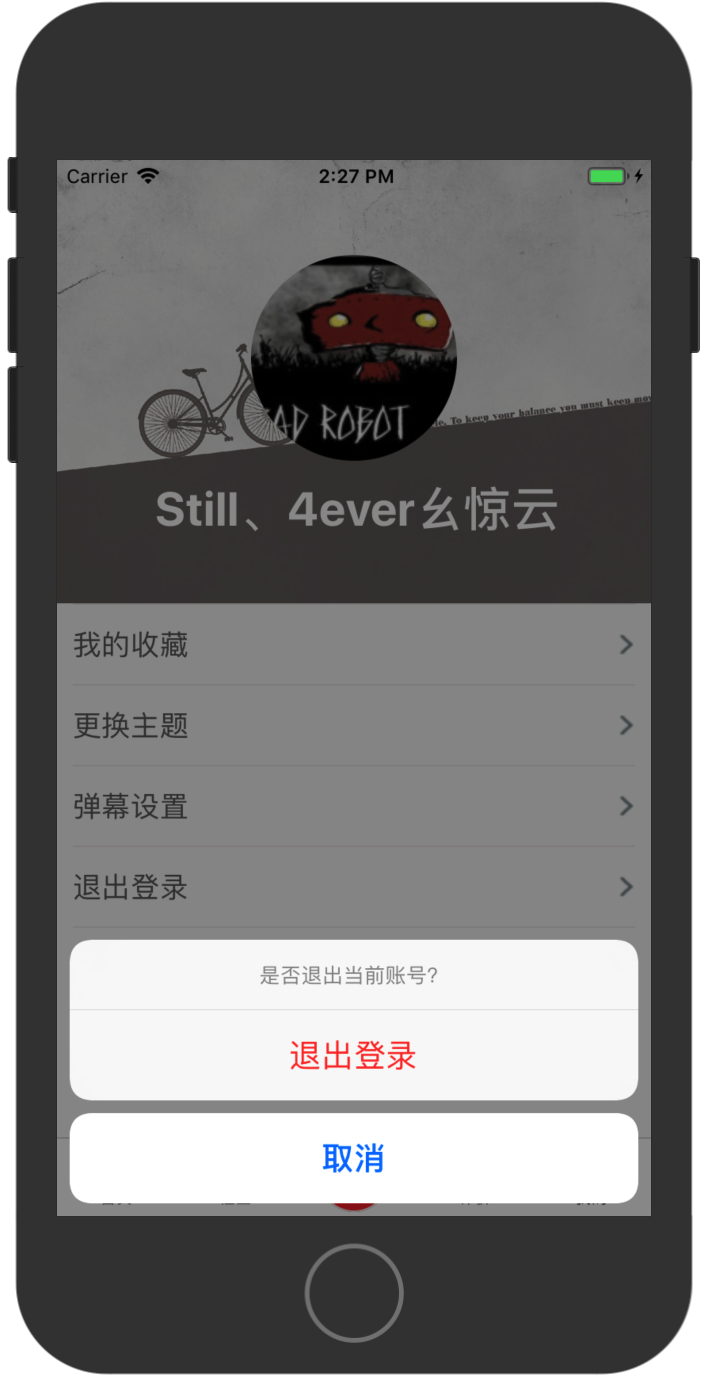 Carrier
2:27 PM
AD ROBOT
To keep your balance you must keep
Still、4ever幺惊云
我的收藏
更换主题
弹幕设置
退出登录
是否退出当前账号?
退出登录
取消